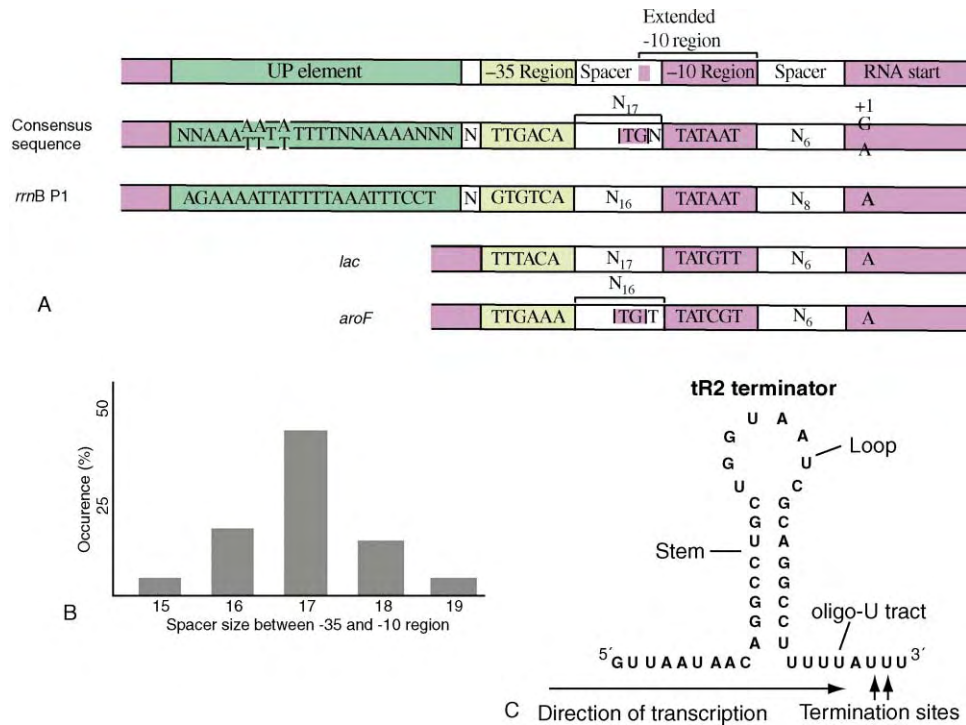 Extended
-10 region
UP element
–35 Region
Spacer
–10 Region
Spacer
RNA start
Consensus
sequence
NNAAA AA/TT T A/T TTTTNNAAAANNN
N
TTGACA
N17
TGN
TATAAT
N6
+1
G
A
rrnB P1
AGAAAATTATTTTAAATTTCCT
N
GTGTCA
N16
TATAAT
N8
A
lac
TTTACA
N17
TATGTT
N6
A
aroF
TTGAAA
N16
TGT
TATCGT
N6
A
A
Occurence (%)
50
25
15 16 17 18 19
Spacer size between -35 and -10 region
B
tR2 terminator
U A
G A
G U
U C
C G
G C
U A
C G
C G
G C
G C
A U
Loop
Stem
oligo-U tract
5´ G U U A A U A A C U U U U A U U U 3´
C
Direction of transcription
Termination sites